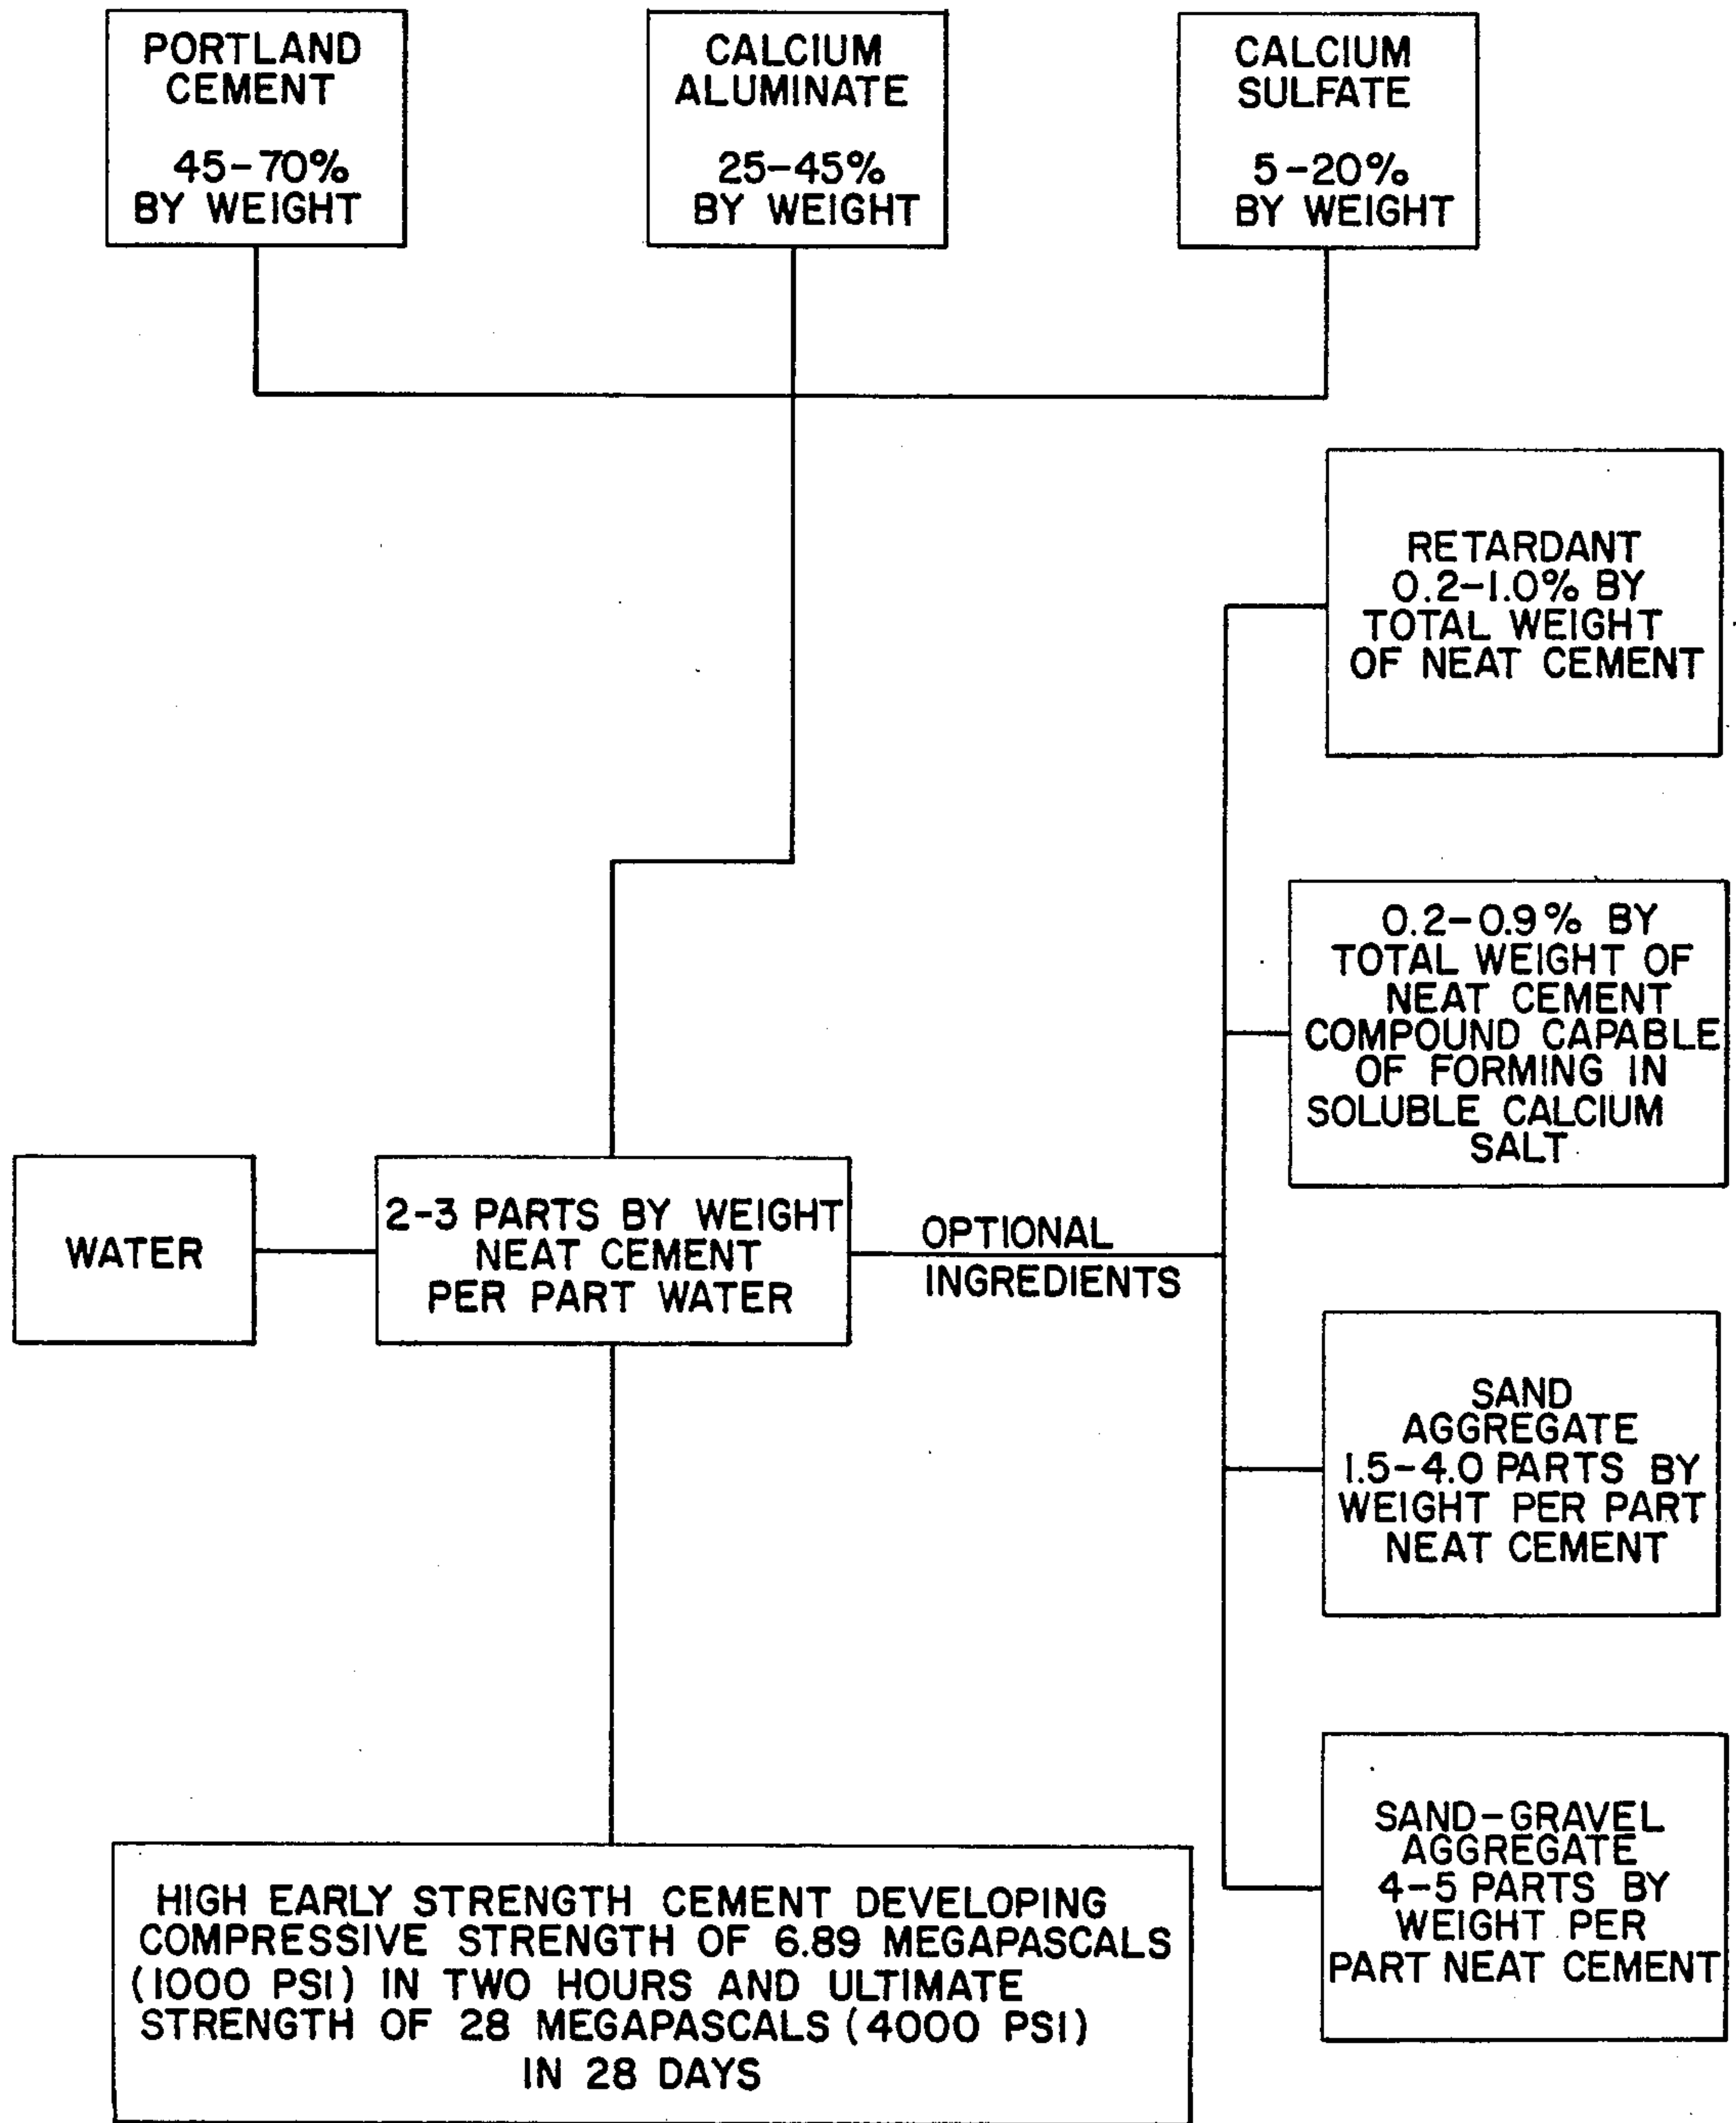 PORTLAND
CEMENT
45-70%
BY WEIGHT
CALCIUM
ALUMINATE
25-45%
BY WEIGHT
CALCIUM
SULFATE
5-20%
BY WEIGHT
RETARDANT
0.2-1.0% BY
TOTAL WEIGHT
OF NEAT CEMENT
0.2-0.9% BY
TOTAL WEIGHT OF
NEAT CEMENT
COMPOUND CAPABLE
OF FORMING IN
SOLUBLE CALCIUM
SALT
WATER
2-3 PARTS BY WEIGHT
NEAT CEMENT
PER PART WATER
OPTIONAL
INGREDIENTS
SAND
AGGREGATE
1.5-4.0 PARTS BY
WEIGHT PER PART
NEAT CEMENT
SAND-GRAVEL
AGGREGATE
4-5 PARTS BY
WEIGHT PER
PART NEAT CEMENT
HIGH EARLY STRENGTH CEMENT DEVELOPING
COMPRESSIVE STRENGTH OF 6.89 MEGAPASCALS
(1000 PSI) IN TWO HOURS AND ULTIMATE
STRENGTH OF 28 MEGAPASCALS (4000 PSI)
IN 28 DAYS